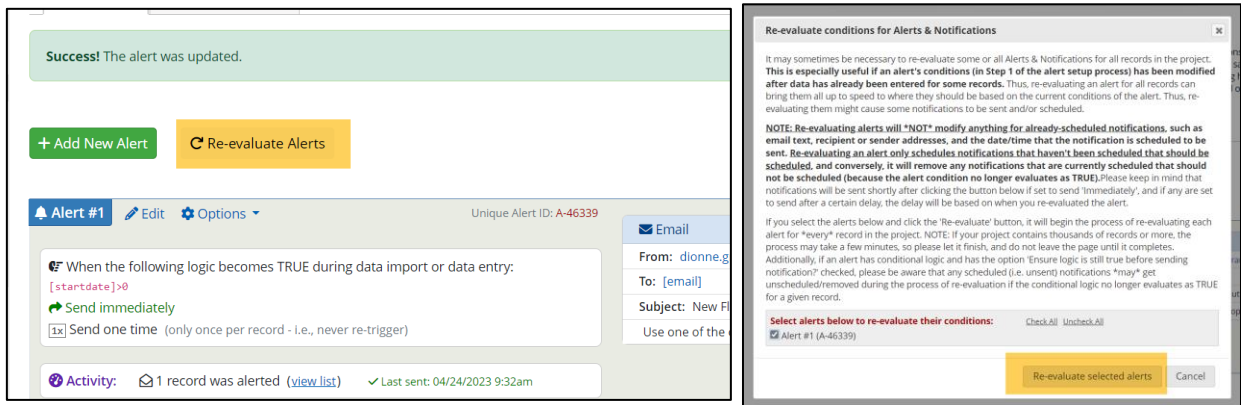 Success! The alert was updated.
+ Add New Alert
Re-evaluate Alerts
Alert #1
Edit
Options
Unique Alert ID: A-46339
When the following logic becomes TRUE during data import or data entry:
[startdate]>0
Send immediately
1x Send one time (only once per record - i.e., never re-trigger)
Activity:
1 record was alerted (view list)
Last sent: 04/24/2023 9:32am
Email
From: dionne.g
To: [email]
Subject: New Fl
Use one of the
Re-evaluate conditions for Alerts & Notifications
It may sometimes be necessary to re-evaluate some or all Alerts & Notifications for all records in the project.
This is especially useful if an alert's conditions (in Step 1 of the alert setup process) has been modified
after data has already been entered for some records. Thus, re-evaluating an alert for all records can
bring them all up to speed to where they should be based on the current conditions of the alert. Thus, re-
evaluating them might cause some notifications to be sent and/or scheduled.
NOTE: Re-evaluating alerts will *NOT* modify anything for already-scheduled notifications, such as
email text, recipient or sender addresses, and the date/time that the notification is scheduled to be
sent. Re-evaluating an alert only schedules notifications that haven't been scheduled that should be
scheduled, and conversely, it will remove any notifications that are currently scheduled that should
not be scheduled (because the alert condition no longer evaluates as TRUE).Please keep in mind that
notifications will be sent shortly after clicking the button below if set to send 'Immediately', and if any are set
to send after a certain delay, the delay will be based on when you re-evaluated the alert.
If you select the alerts below and click the 'Re-evaluate' button, it will begin the process of re-evaluating each
alert for *every* record in the project. NOTE: If your project contains thousands of records or more, the
process may take a few minutes, so please let it finish, and do not leave the page until it completes.
Additionally, if an alert has conditional logic and has the option 'Ensure logic is still true before sending
notification?' checked, please be aware that any scheduled (i.e. unsent) notifications *may* get
unscheduled/removed during the process of re-evaluation if the conditional logic no longer evaluates as TRUE
for a given record.
Select alerts below to re-evaluate their conditions:
Check All Uncheck All
Alert #1 (A-46339)
Re-evaluate selected alerts
Cancel